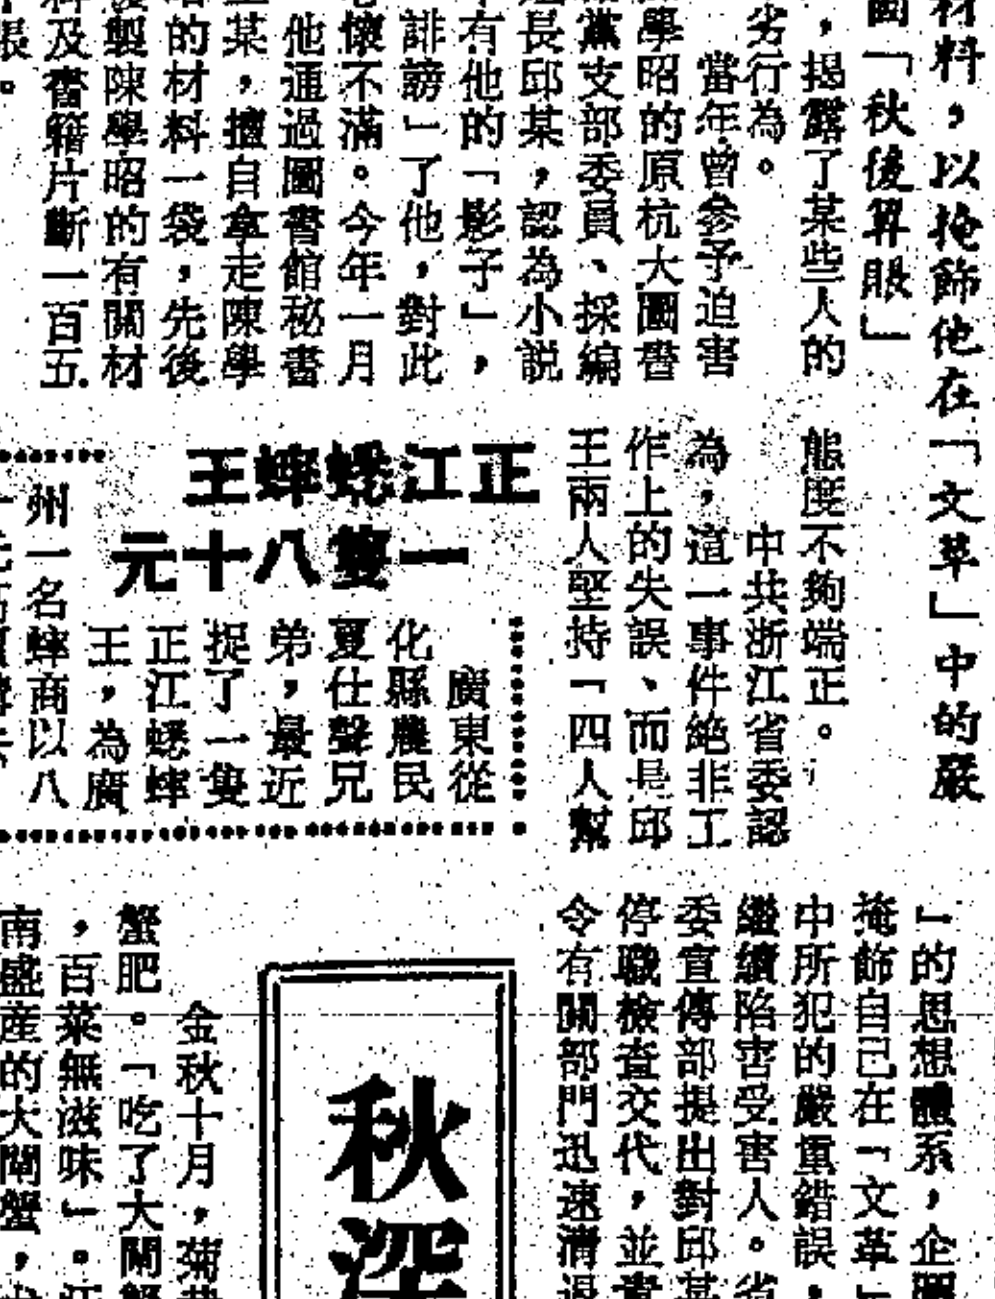 材料，以掩飾他在「文革」中的嚴
圖「秋後算賬」
，揭露了某些人的
劣行為。
當年曾參予迫害
學昭的原杭大圖書
黨支部委員、採編
長邱某，認為小説
有他的「影子」，
誹謗」了他，對此
懷不滿。今年一月
他通過圖書館秘書
某，擅自拿走陳學
的材料一袋，先後
製陳學昭的有關材
料及書籍片斷一百五
張。
態度不夠端正。
中共浙江省委認
為，這一事件絶非工
作上的失誤、而是邱
王兩人堅持「四人幫
」的思想體系，企圖
掩飾自己在「文革」
中所犯的嚴重錯誤，
繼續陷害受害人。省
委宣傳部提出對邱某
停職檢查交代，並責
令有關部門迅速清退
正江蟋蟀王
一隻八十元
廣東從
化縣農民
夏仕聲兄
弟，最近
捉了一隻
正江蟋蟀
王，為廣
州一名蟀商以八
秋深
金秋十月，菊
蟹肥。「吃了大閘蟹
，百菜無滋味」。江
南盛産的大閘蟹，